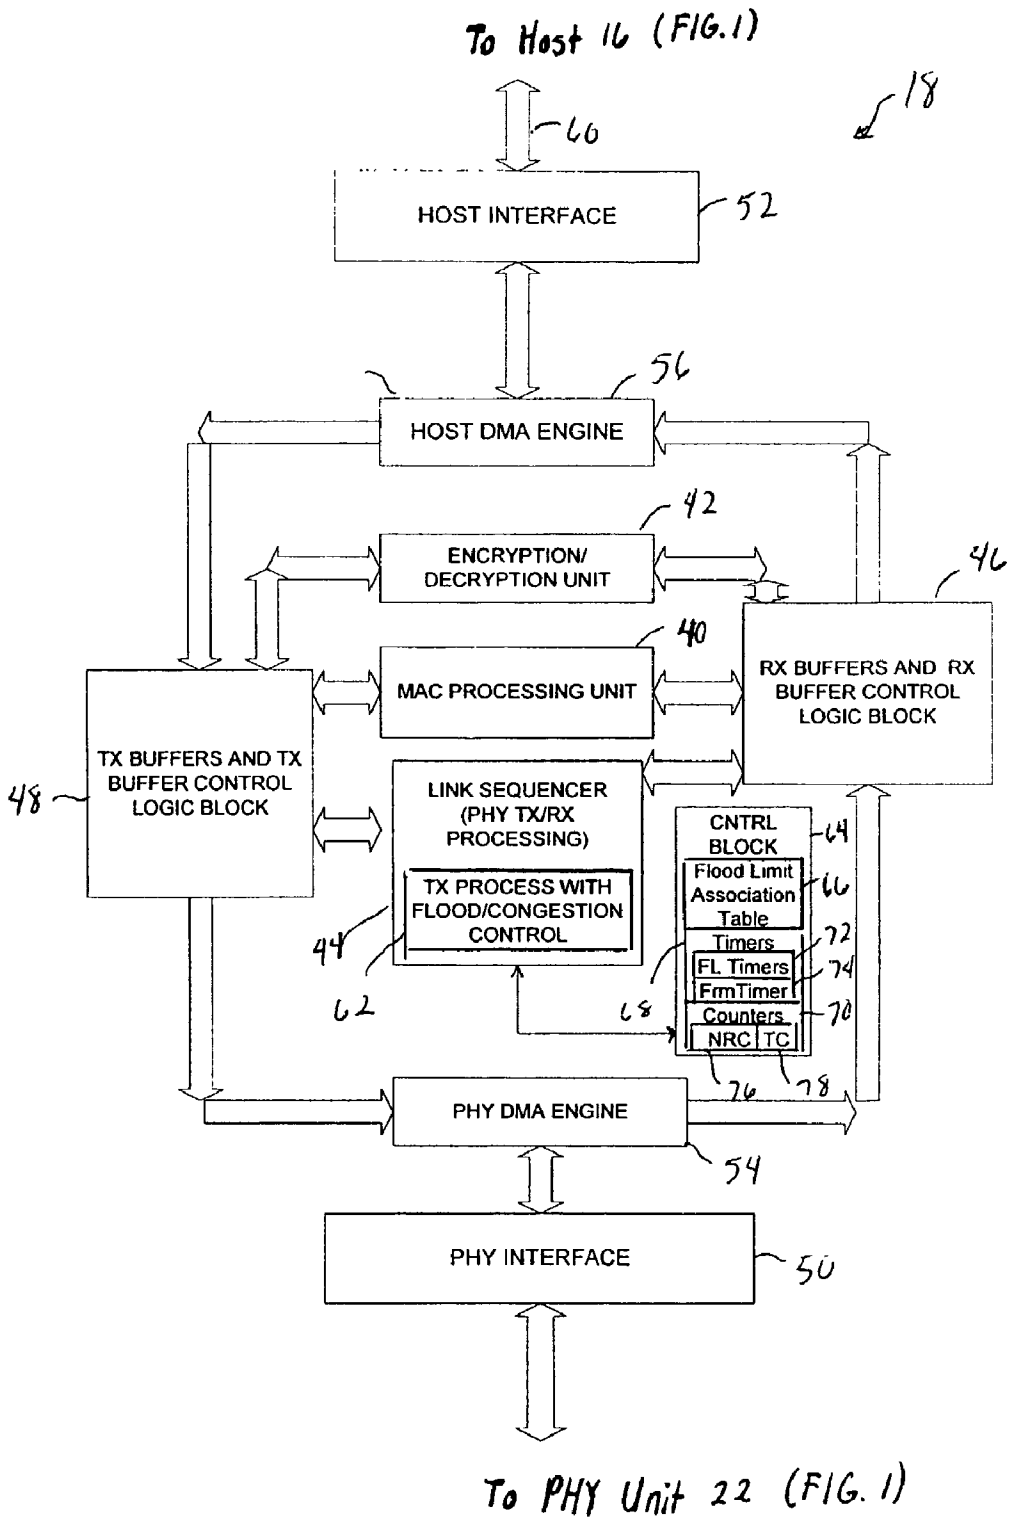 To Host 16 (FIG.1)
18
60
HOST INTERFACE
52
56
HOST DMA ENGINE
42
ENCRYPTION/
DECRYPTION UNIT
46
40
MAC PROCESSING UNIT
RX BUFFERS AND RX
BUFFER CONTROL
LOGIC BLOCK
TX BUFFERS AND TX
BUFFER CONTROL
LOGIC BLOCK
48
LINK SEQUENCER
(PHY TX/RX
PROCESSING)
TX PROCESS WITH
FLOOD/CONGESTION
CONTROL
44
62
CNTRL
BLOCK
64
Flood Limit
Association
Table
66
68
Timers
72
FL Timers
74
FrmTimer
Counters
70
NRC TC
76
78
PHY DMA ENGINE
54
PHY INTERFACE
50
To PHY Unit 22 (FIG. 1)